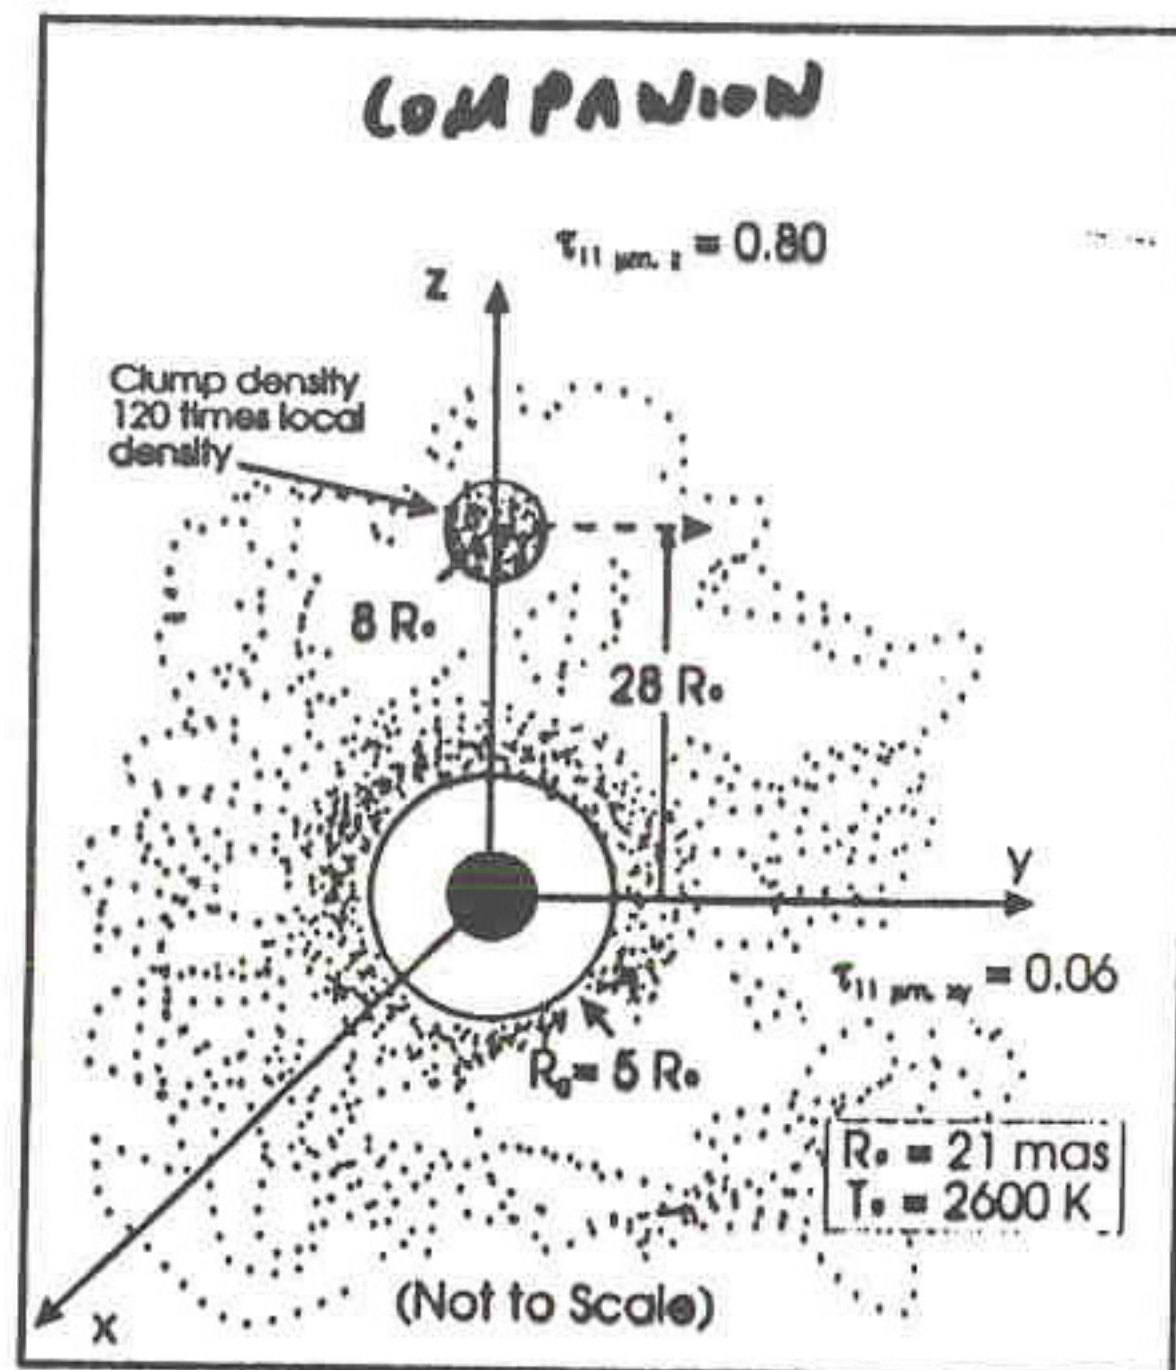 COMPANION
τ11 μm, z = 0.80
z
Clump density
120 times local
density
8 R*
28 R*
y
τ11 μm, xy = 0.06
R0 = 5 R*
R* = 21 mas
T* = 2600 K
(Not to Scale)
x